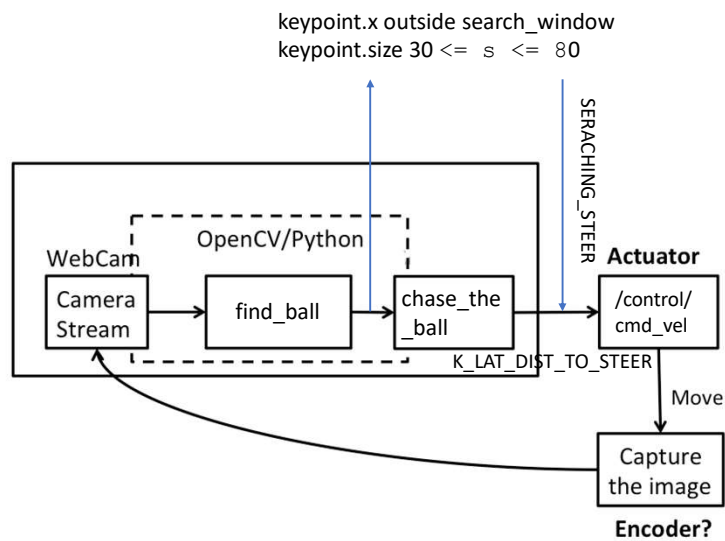 keypoint.x outside search_window
keypoint.size 30 <= s <= 80
SERACHING_STEER
OpenCV/Python
WebCam
Camera
Stream
find_ball
chase_the
_ball
K_LAT_DIST_TO_STEER
Actuator
/control/
cmd_vel
Move
Capture
the image
Encoder?